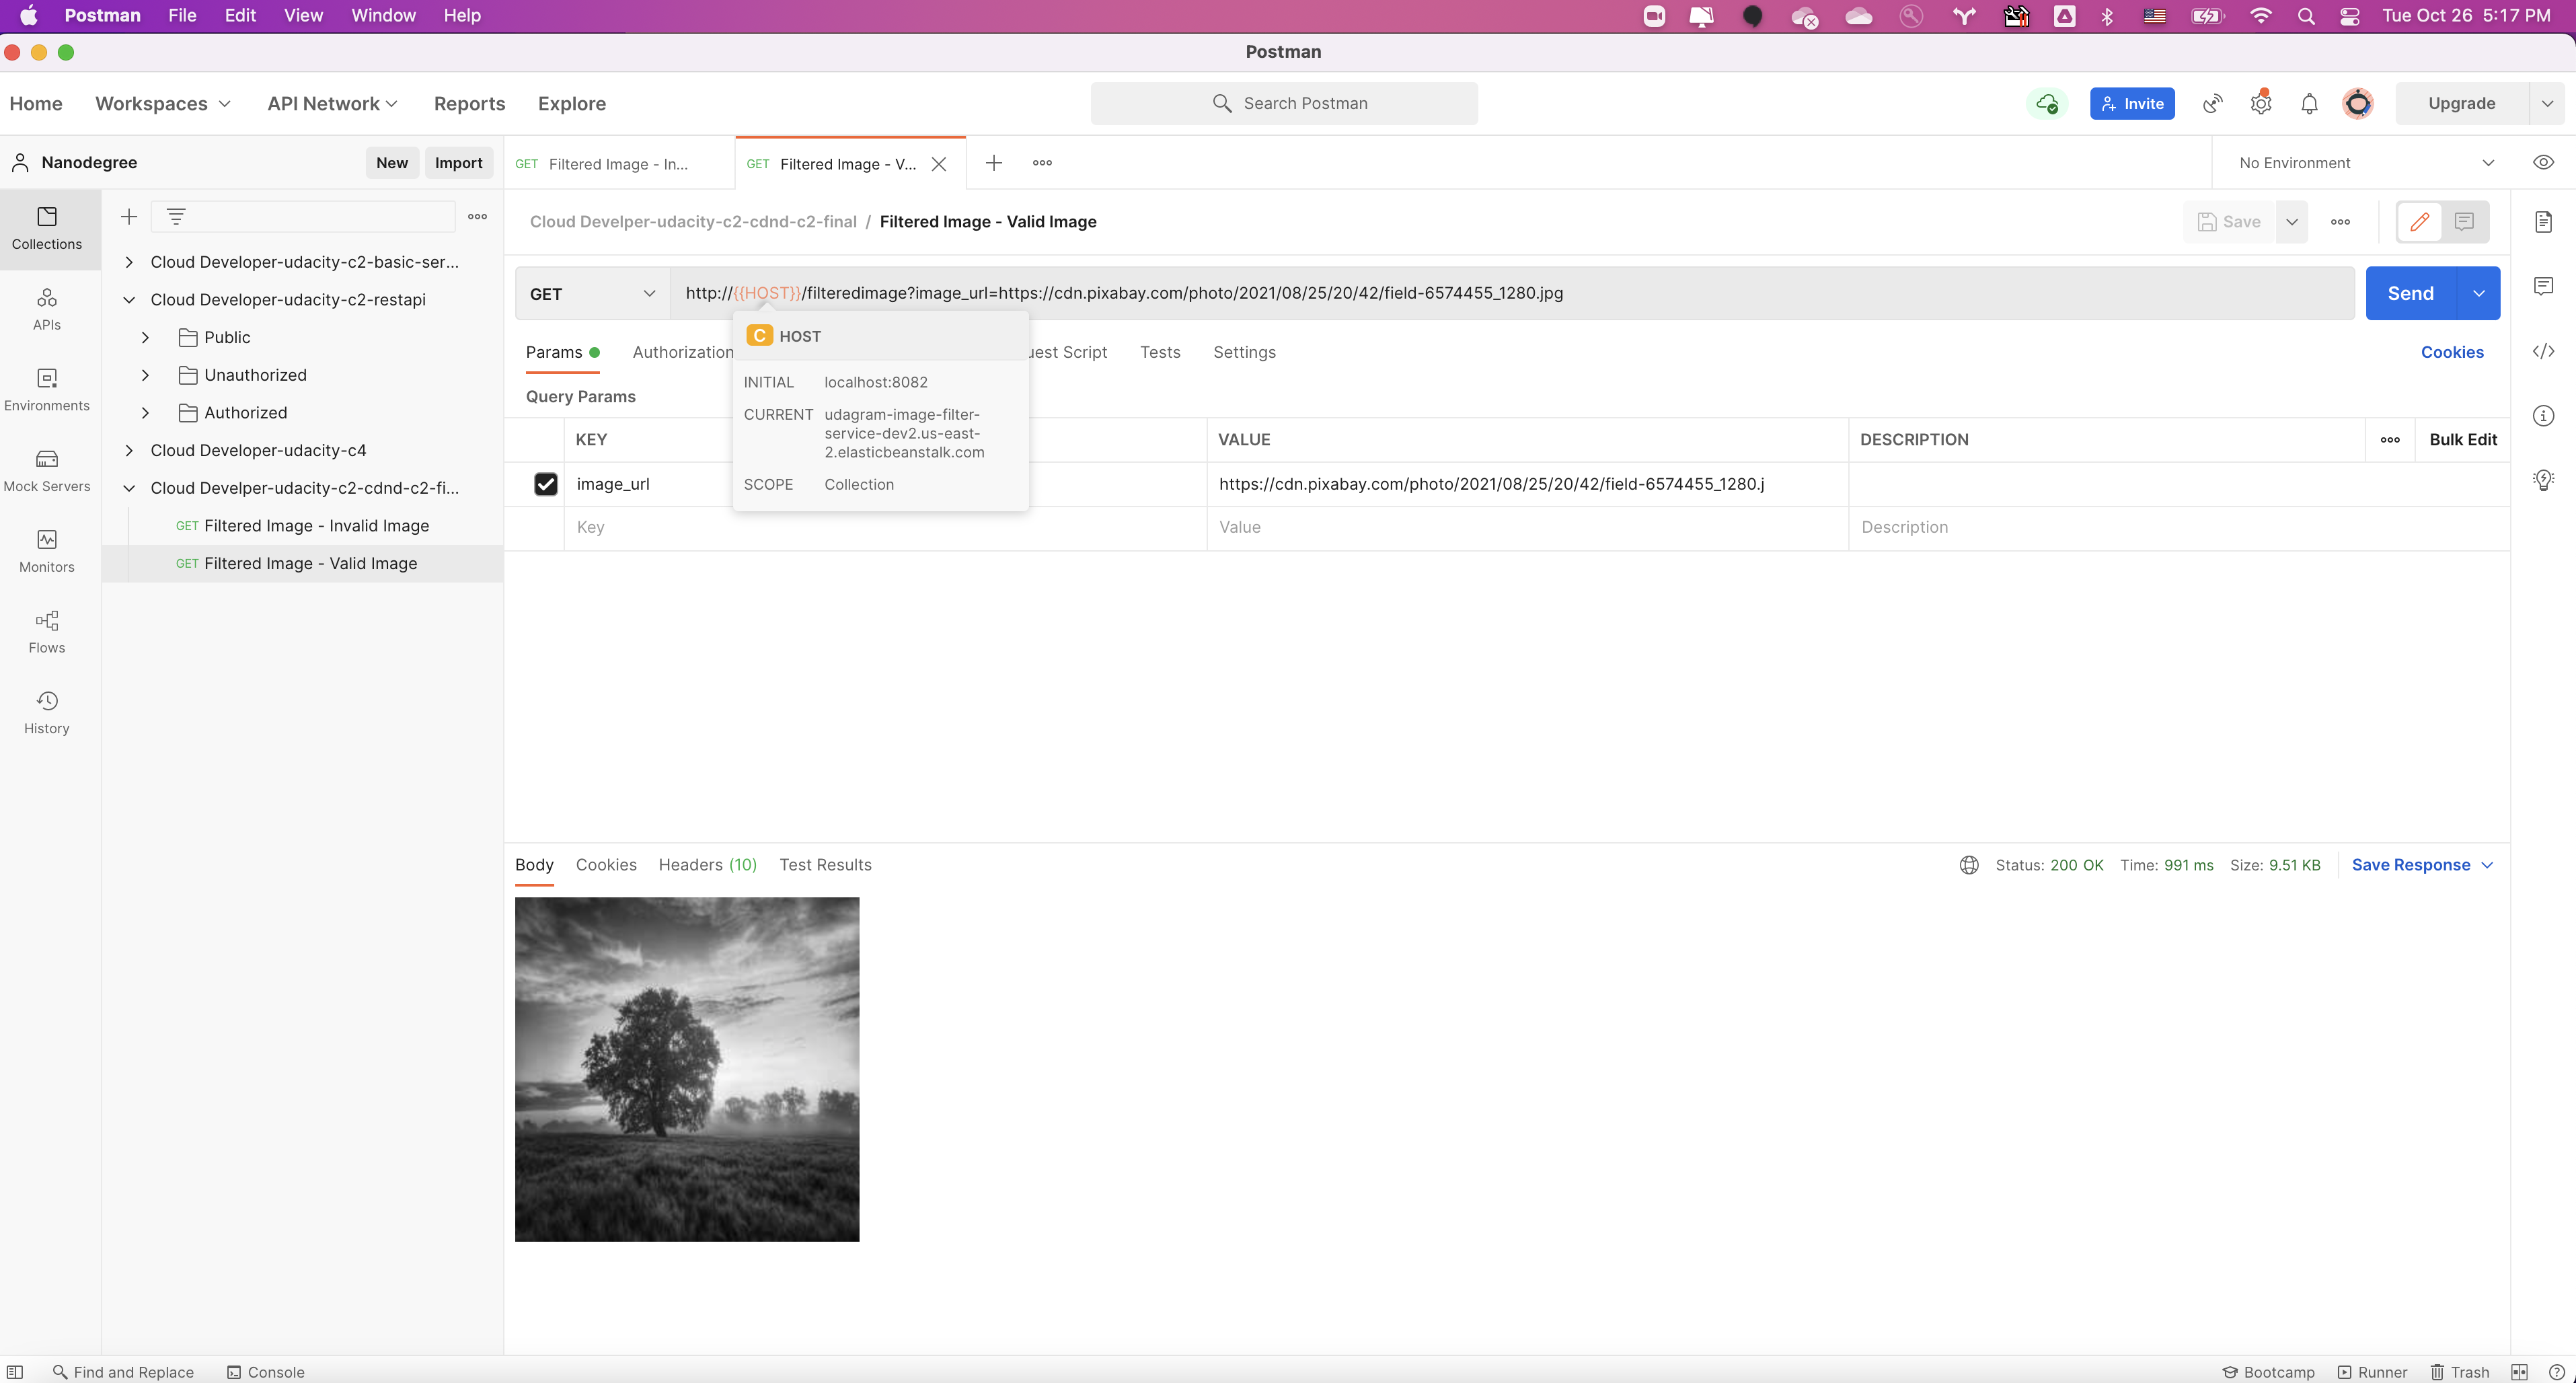 Postman File Edit View Window Help Tue Oct 26 5:17 PM
Postman
Home Workspaces API Network Reports Explore Search Postman Invite Upgrade
Nanodegree New Import GET Filtered Image - In... GET Filtered Image - V... No Environment
Collections
APIs
Environments
Mock Servers
Monitors
Flows
History
Cloud Developer-udacity-c2-basic-ser...
Cloud Developer-udacity-c2-restapi
Public
Unauthorized
Authorized
Cloud Developer-udacity-c4
Cloud Develper-udacity-c2-cdnd-c2-fi...
GET Filtered Image - Invalid Image
GET Filtered Image - Valid Image
Cloud Develper-udacity-c2-cdnd-c2-final / Filtered Image - Valid Image Save
GET http://{{HOST}}/filteredimage?image_url=https://cdn.pixabay.com/photo/2021/08/25/20/42/field-6574455_1280.jpg Send
C HOST
INITIAL localhost:8082
CURRENT udagram-image-filter-
service-dev2.us-east-
2.elasticbeanstalk.com
SCOPE Collection
Params Authorization uest Script Tests Settings Cookies
Query Params
KEY VALUE DESCRIPTION Bulk Edit
image_url https://cdn.pixabay.com/photo/2021/08/25/20/42/field-6574455_1280.j
Key Value Description
Body Cookies Headers (10) Test Results Status: 200 OK Time: 991 ms Size: 9.51 KB Save Response
Find and Replace Console Bootcamp Runner Trash